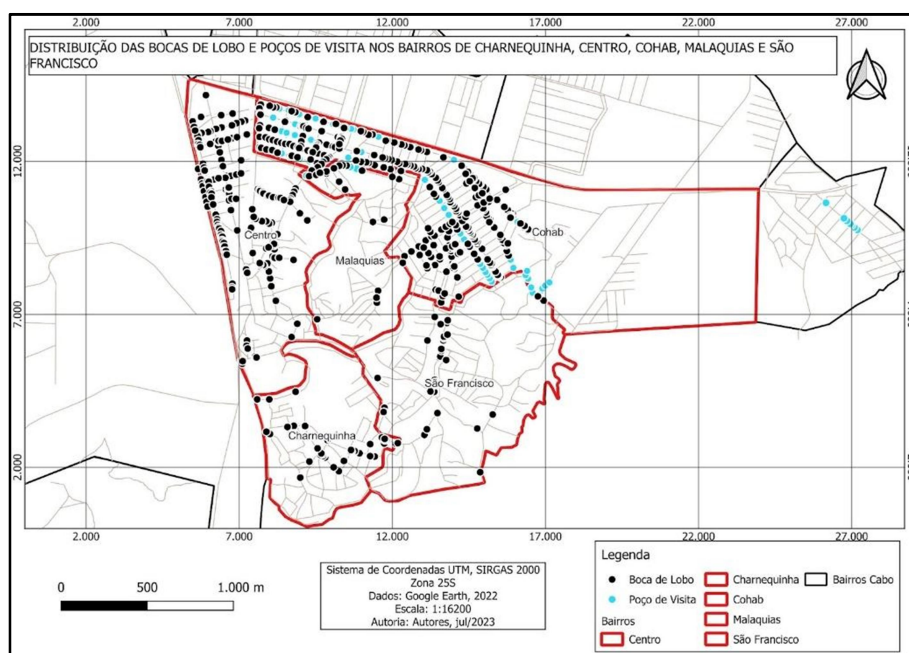 2.000 7.000 12.000 17.000 22.000 27.000
DISTRIBUIÇÃO DAS BOCAS DE LOBO E POÇOS DE VISITA NOS BAIRROS DE CHARNEQUINHA, CENTRO, COHAB, MALAQUIAS E SÃO
FRANCISCO
12.000
Cohab
Centro
Malaquias
7.000
São Francisco
Charnequinha
2.000
2.000 7.000 12.000 17.000 22.000 27.000
0 500 1.000 m
Sistema de Coordenadas UTM, SIRGAS 2000
Zona 25S
Dados: Google Earth, 2022
Escala: 1:16200
Autoria: Autores, jul/2023
Legenda
Boca de Lobo
Poço de Visita
Bairros
Centro
Charnequinha
Cohab
Malaquias
São Francisco
Bairros Cabo